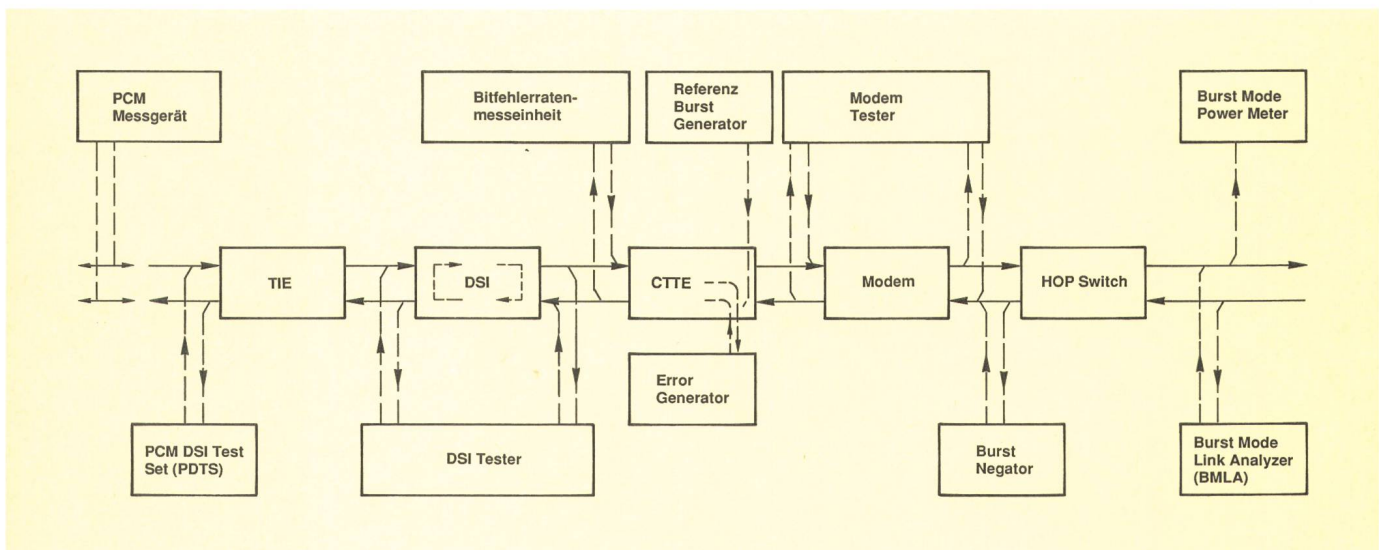 PCM
Messgerät
Bitfehlerraten-
messeinheit
Referenz
Burst
Generator
Modem
Tester
Burst Mode
Power Meter
TIE
DSI
CTTE
Modem
HOP Switch
Error
Generator
PCM DSI Test
Set (PDTS)
DSI Tester
Burst
Negator
Burst Mode
Link Analyzer
(BMLA)